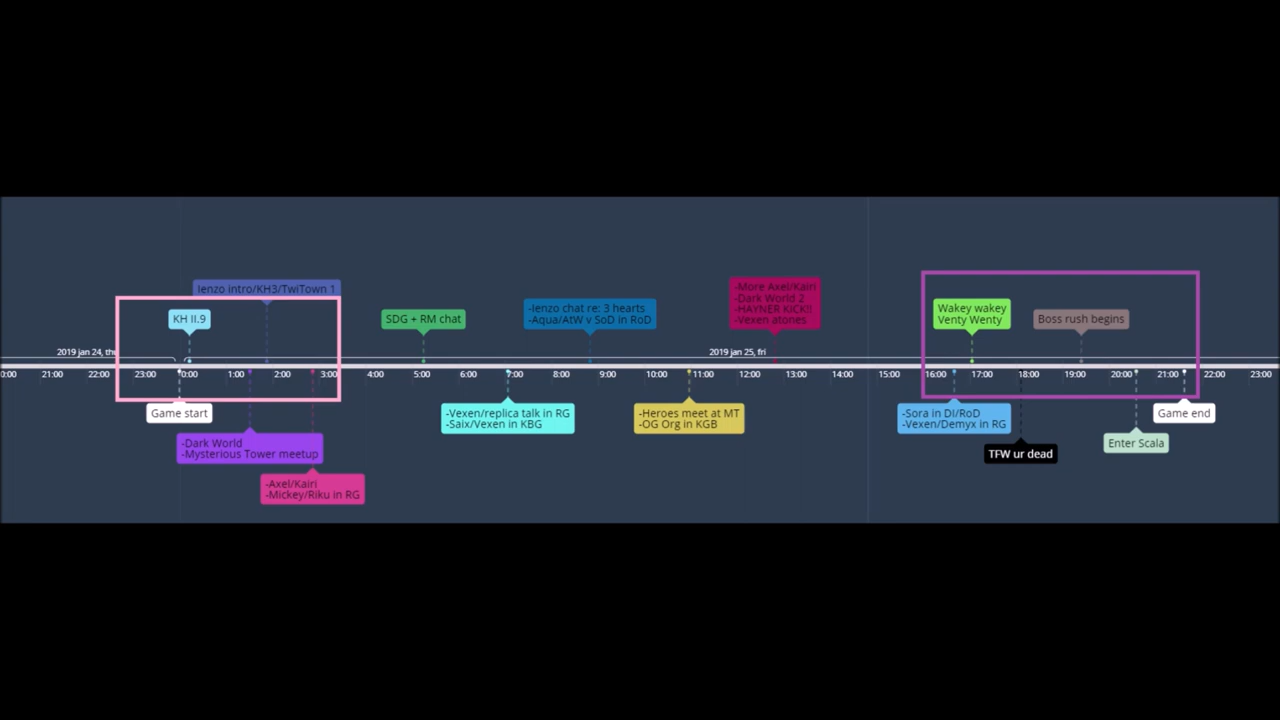 Ienzo intro/KH3/TwiTown 1
KH II.9
SDG + RM chat
-Ienzo chat re: 3 hearts
-Aqua/AtW v SoD in RoD
-More Axel/Kairi
-Dark World 2
-HAYNER KICK!!
-Vexen atones
Wakey wakey
Venty Wenty
Boss rush begins
2019 jan 24, thu
2019 jan 25, fri
0:00 21:00 22:00 23:00 0:00 1:00 2:00 3:00 4:00 5:00 6:00 7:00 8:00 9:00 10:00 11:00 12:00 13:00 14:00 15:00 16:00 17:00 18:00 19:00 20:00 21:00 22:00 23:00
Game start
-Dark World
-Mysterious Tower meetup
-Axel/Kairi
-Mickey/Riku in RG
-Vexen/replica talk in RG
-Saix/Vexen in KBG
-Heroes meet at MT
-OG Org in KGB
-Sora in DI/RoD
-Vexen/Demyx in RG
TFW ur dead
Enter Scala
Game end